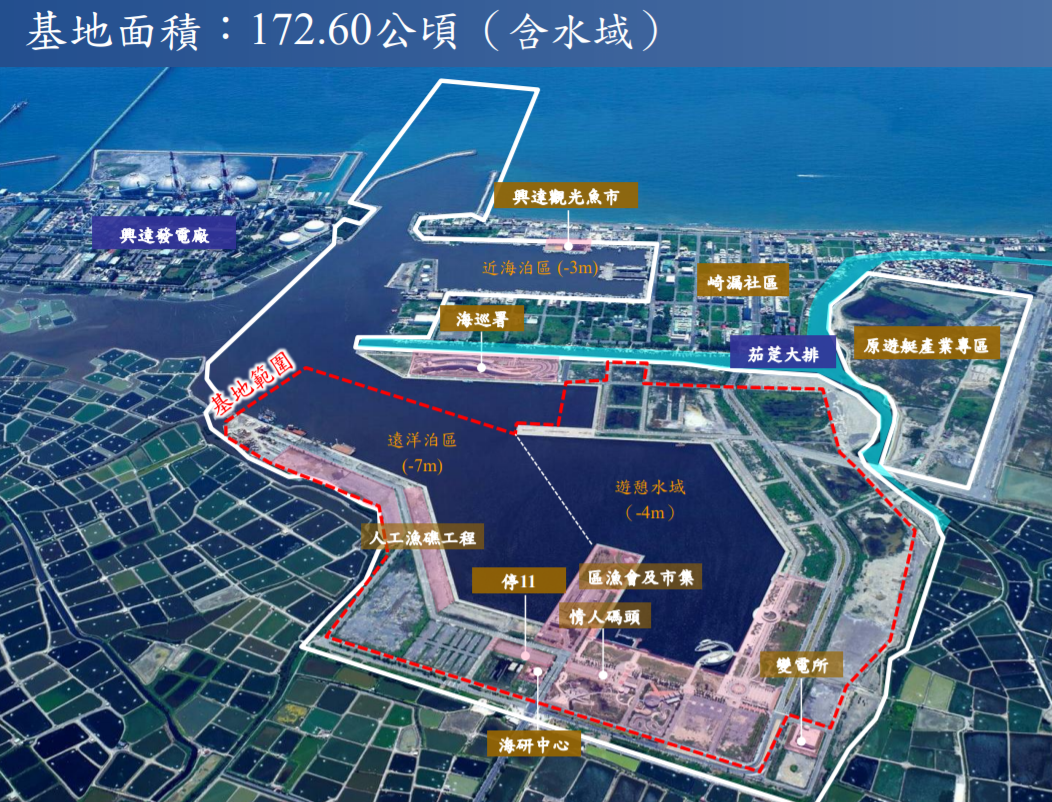 基地面積：172.60公頃（含水域）
興達觀光魚市
興達發電廠
近海泊區 (-3m)
崎漏社區
海巡署
茄萣大排
原遊艇產業專區
基地範圍
遠洋泊區
(-7m)
遊憩水域
（-4m）
人工漁礁工程
停11
區漁會及市集
情人碼頭
變電所
海研中心